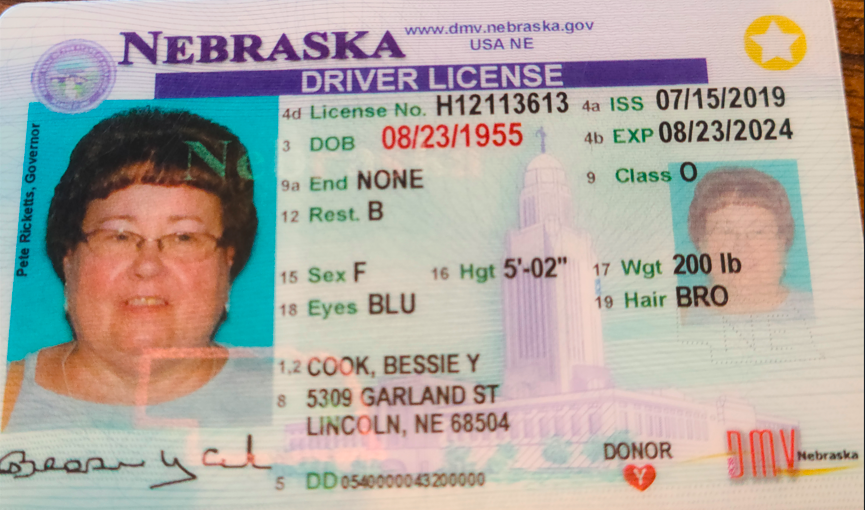 NEBRASKA www.dmv.nebraska.gov
USA NE
DRIVER LICENSE
Pete Ricketts, Governor
4d License No. H12113613 4a ISS 07/15/2019
3 DOB 08/23/1955 4b EXP 08/23/2024
9a End NONE 9 Class O
12 Rest. B
15 Sex F 16 Hgt 5'-02" 17 Wgt 200 lb
18 Eyes BLU 19 Hair BRO
1,2 COOK, BESSIE Y
8 5309 GARLAND ST
LINCOLN, NE 68504
DONOR
Y
DMV Nebraska
5 DD 0540000043200000